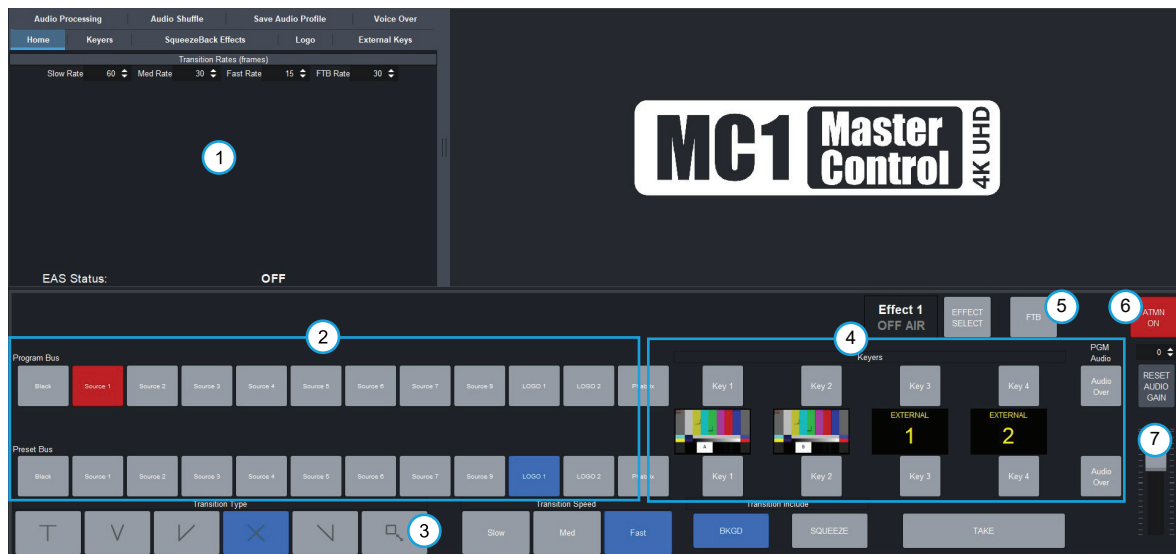 Audio Processing Audio Shuffle Save Audio Profile Voice Over
Home Keyers SqueezeBack Effects Logo External Keys
Transition Rates (frames)
Slow Rate 60 Med Rate 30 Fast Rate 15 FTB Rate 30
1
EAS Status: OFF
MC1 Master Control 4K UHD
Effect 1
OFF AIR
EFFECT
SELECT
FTB
5
6
ATMN
ON
2
4
Program Bus
Keyers
PGM
Audio
0
Black Source 1 Source 2 Source 3 Source 4 Source 5 Source 6 Source 7 Source 9 LOGO 1 LOGO 2
Key 1 Key 2 Key 3 Key 4
Audio
Over
RESET
AUDIO
GAIN
A
B
EXTERNAL
1
EXTERNAL
2
7
Preset Bus
Black Source 1 Source 2 Source 3 Source 4 Source 5 Source 6 Source 7 Source 9 LOGO 1 LOGO 2
Key 1 Key 2 Key 3 Key 4
Audio
Over
Transition Type Transition Speed Transition Include
3
Slow Med Fast BKGD SQUEEZE TAKE